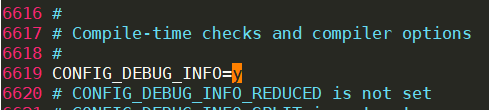 6616 #
6617 # Compile-time checks and compiler options
6618 #
6619 CONFIG_DEBUG_INFO=y
6620 # CONFIG_DEBUG_INFO_REDUCED is not set